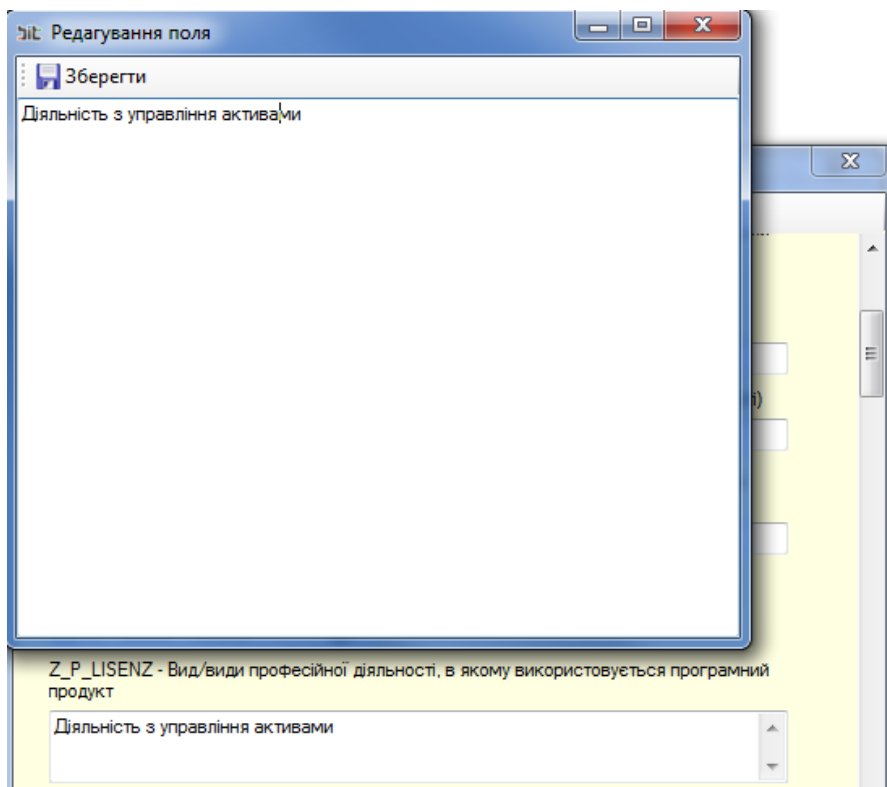 Редагування поля
Зберегти
Діяльність з управління активами
Z_P_LISENZ - Вид/види професійної діяльності, в якому використовується програмний
продукт
Діяльність з управління активами